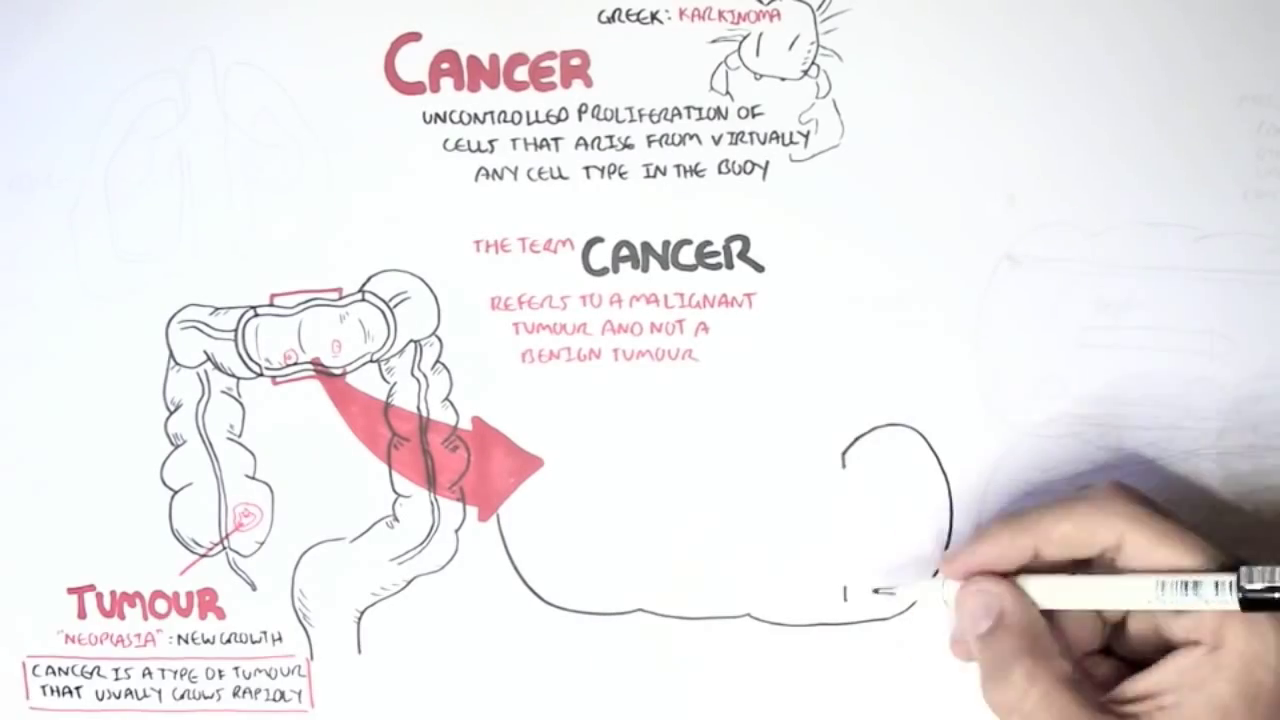 GREEK: KARKINOMA
CANCER
UNCONTROLLED PROLIFERATION OF
CELLS THAT ARISE FROM VIRTUALLY
ANY CELL TYPE IN THE BODY
THE TERM CANCER
REFERS TO A MALIGNANT
TUMOUR AND NOT A
BENIGN TUMOUR
TUMOUR
"NEOPLASIA": NEW GROWTH
CANCER IS A TYPE OF TUMOUR
THAT USUALLY GROWS RAPIDLY